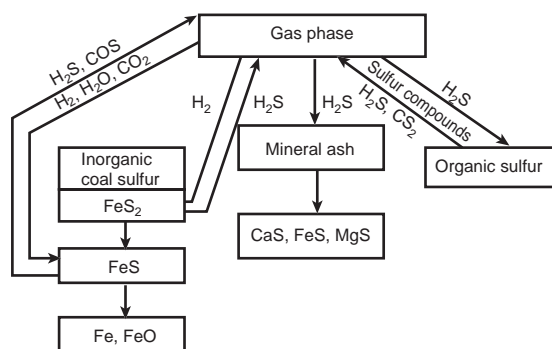 Gas phase
H₂S, COS
H₂, H₂O, CO₂
H₂
H₂S
H₂S
Sulfur compounds
H₂S, CS₂
H₂S
Inorganic
coal sulfur
FeS₂
Mineral ash
Organic sulfur
CaS, FeS, MgS
FeS
Fe, FeO